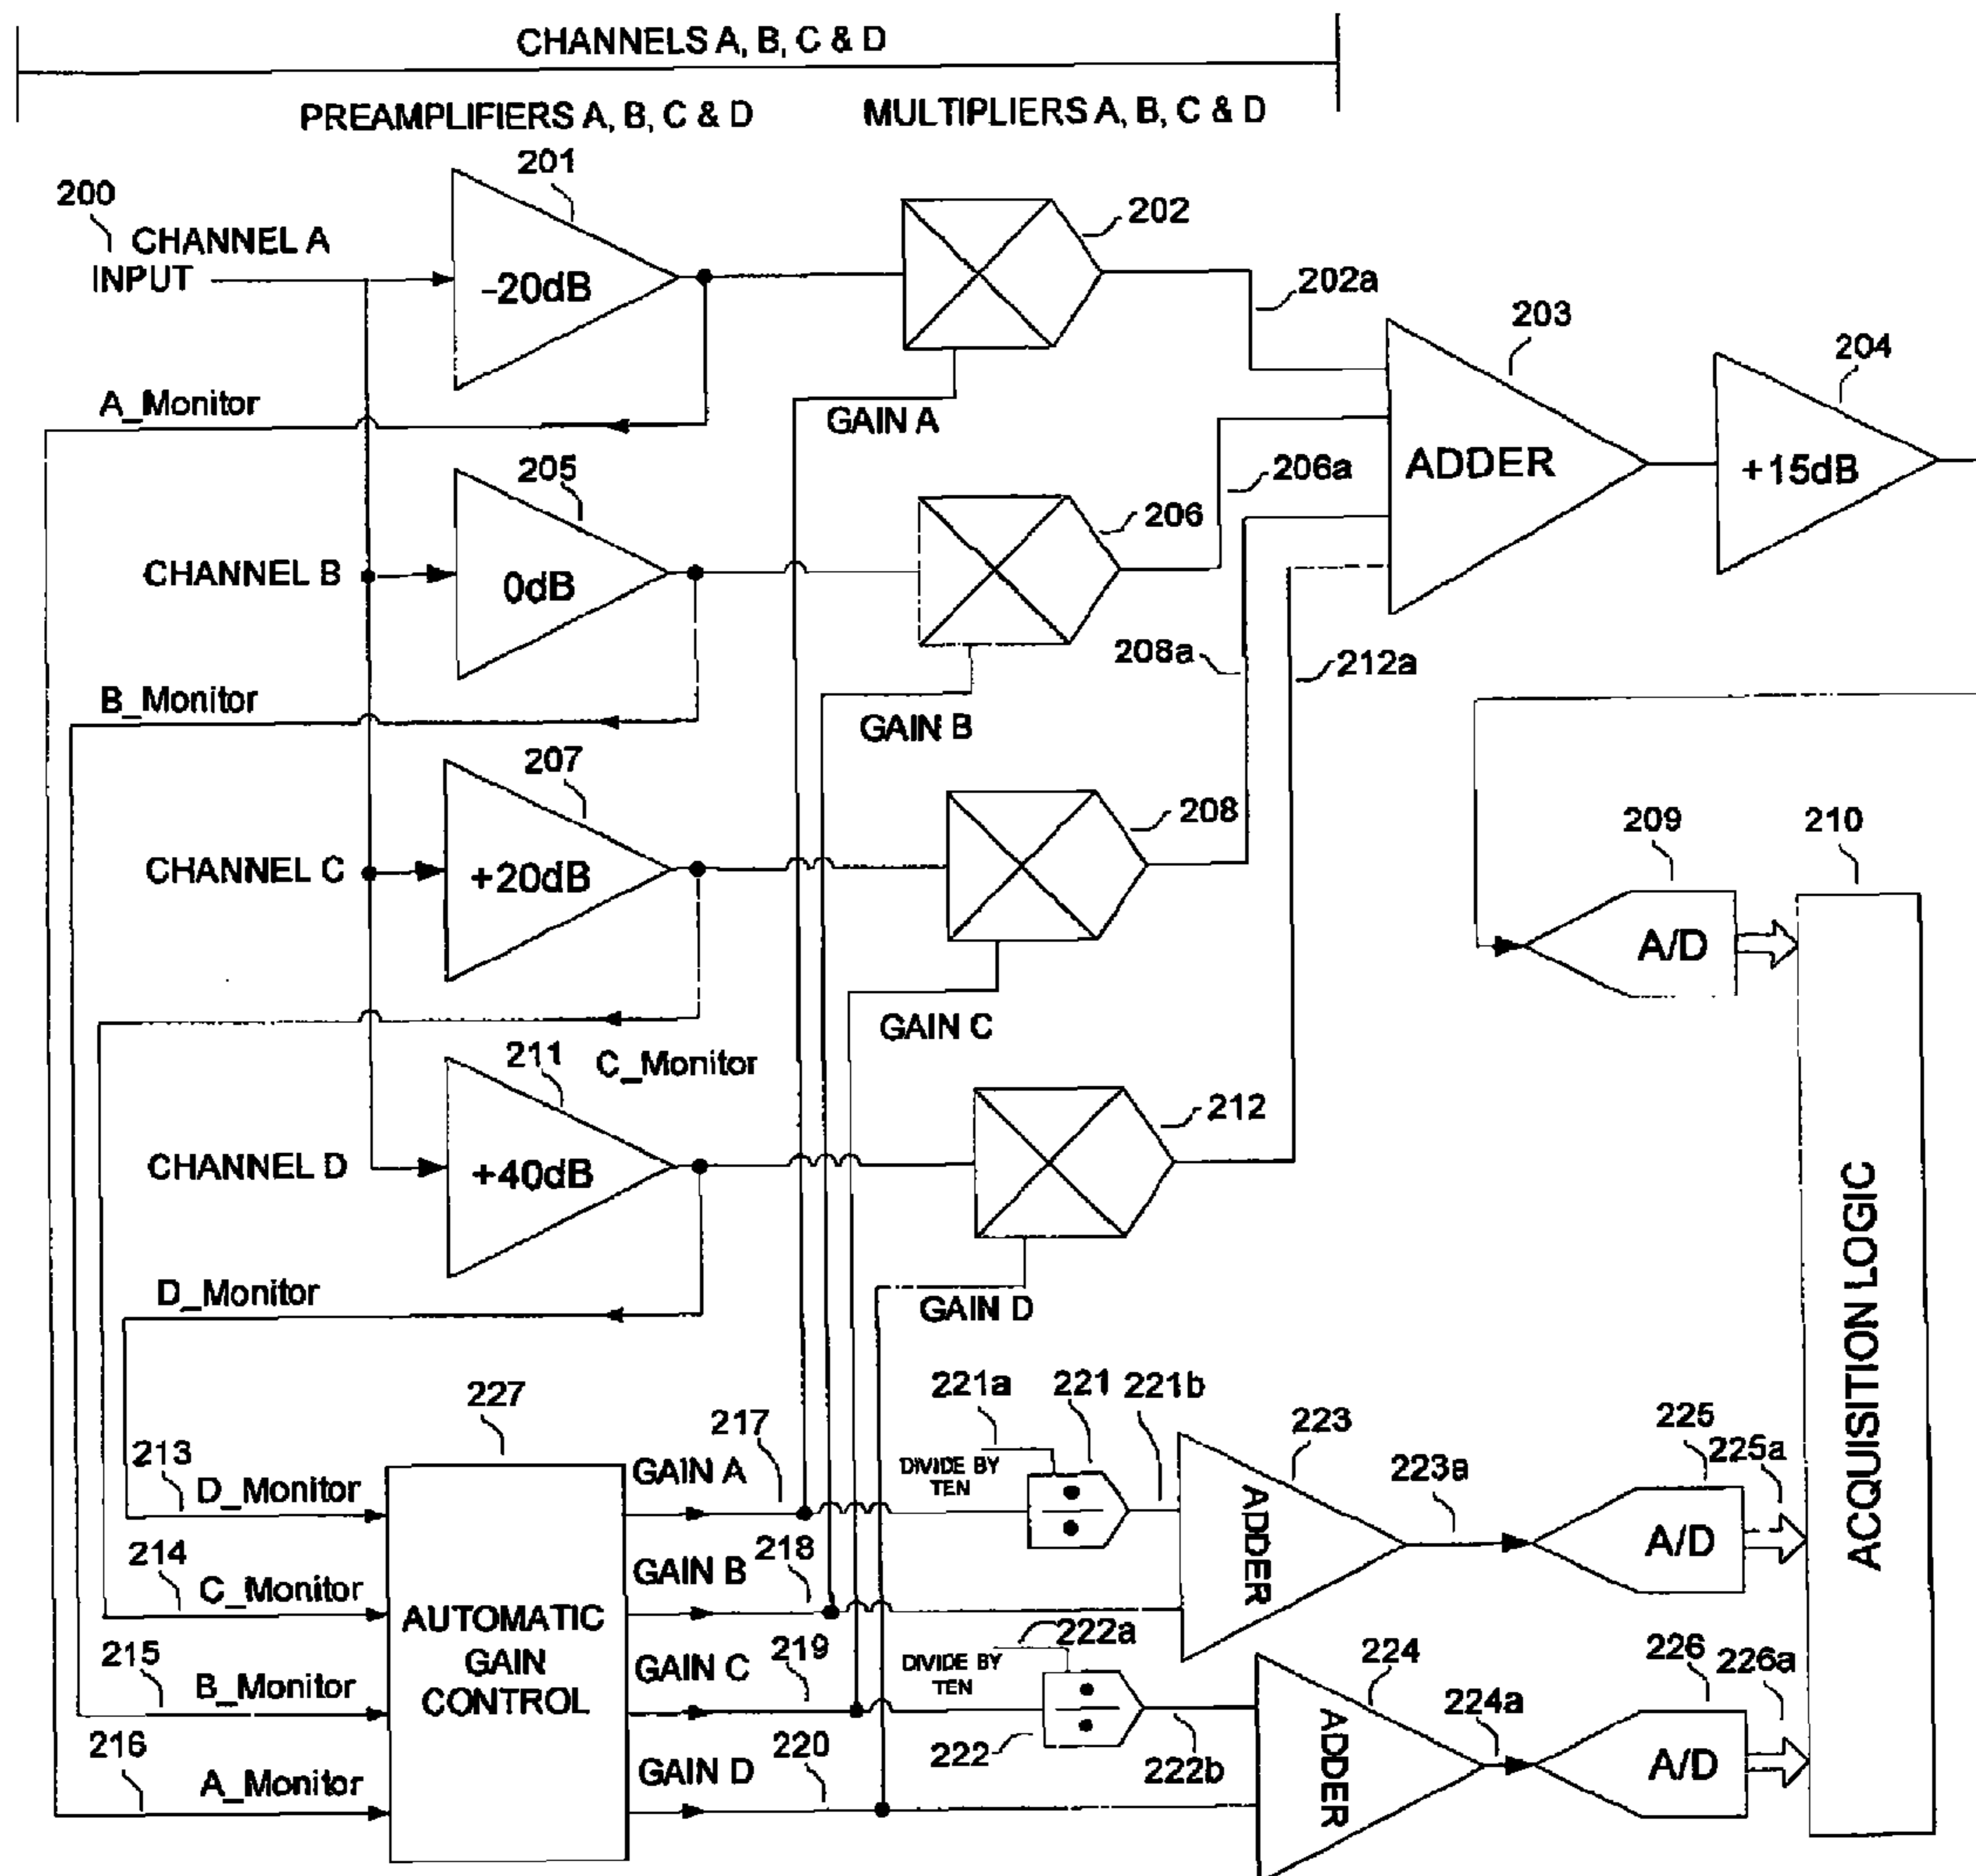 CHANNELS A, B, C & D
PREAMPLIFIERS A, B, C & D
MULTIPLIERS A, B, C & D
200
CHANNEL A
INPUT
201
-20dB
202
202a
203
ADDER
204
+15dB
A_Monitor
GAIN A
205
206a
CHANNEL B
0dB
206
208a
212a
B_Monitor
GAIN B
207
CHANNEL C
+20dB
208
209
210
A/D
GAIN C
C_Monitor
211
CHANNEL D
+40dB
212
ACQUISITION LOGIC
D_Monitor
GAIN D
227
221a
221
221b
223
225
225a
213
D_Monitor
GAIN A
217
DIVIDE BY
TEN
ADDER
223a
A/D
214
C_Monitor
GAIN B
218
AUTOMATIC
GAIN
CONTROL
215
B_Monitor
GAIN C
219
DIVIDE BY
TEN
222a
222
222b
224
ADDER
224a
226
226a
A/D
216
A_Monitor
GAIN D
220